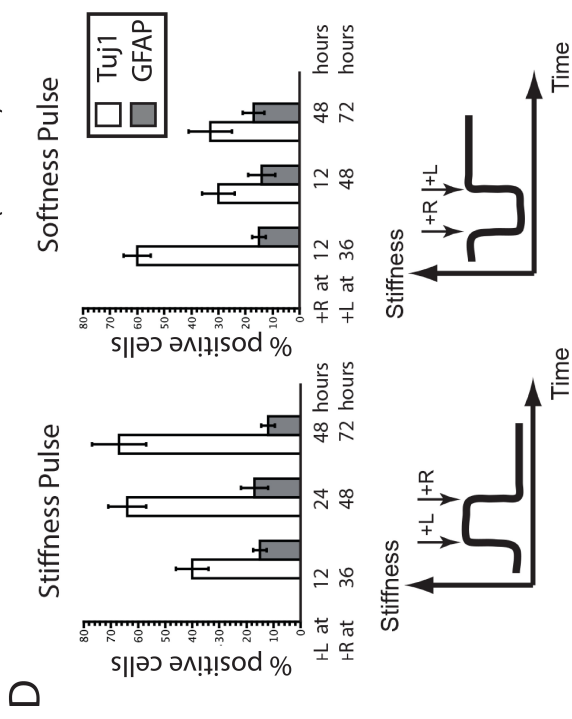 D
Stiffness Pulse
% positive cells
80
70
60
50
40
30
20
10
0
+L at 12 24 48 hours
+R at 36 48 72 hours
Stiffness
+L +R
Time
Softness Pulse
Tuj1
GFAP
% positive cells
80
70
60
50
40
30
20
10
0
+R at 12 12 48 hours
+L at 36 48 72 hours
Stiffness
+R +L
Time